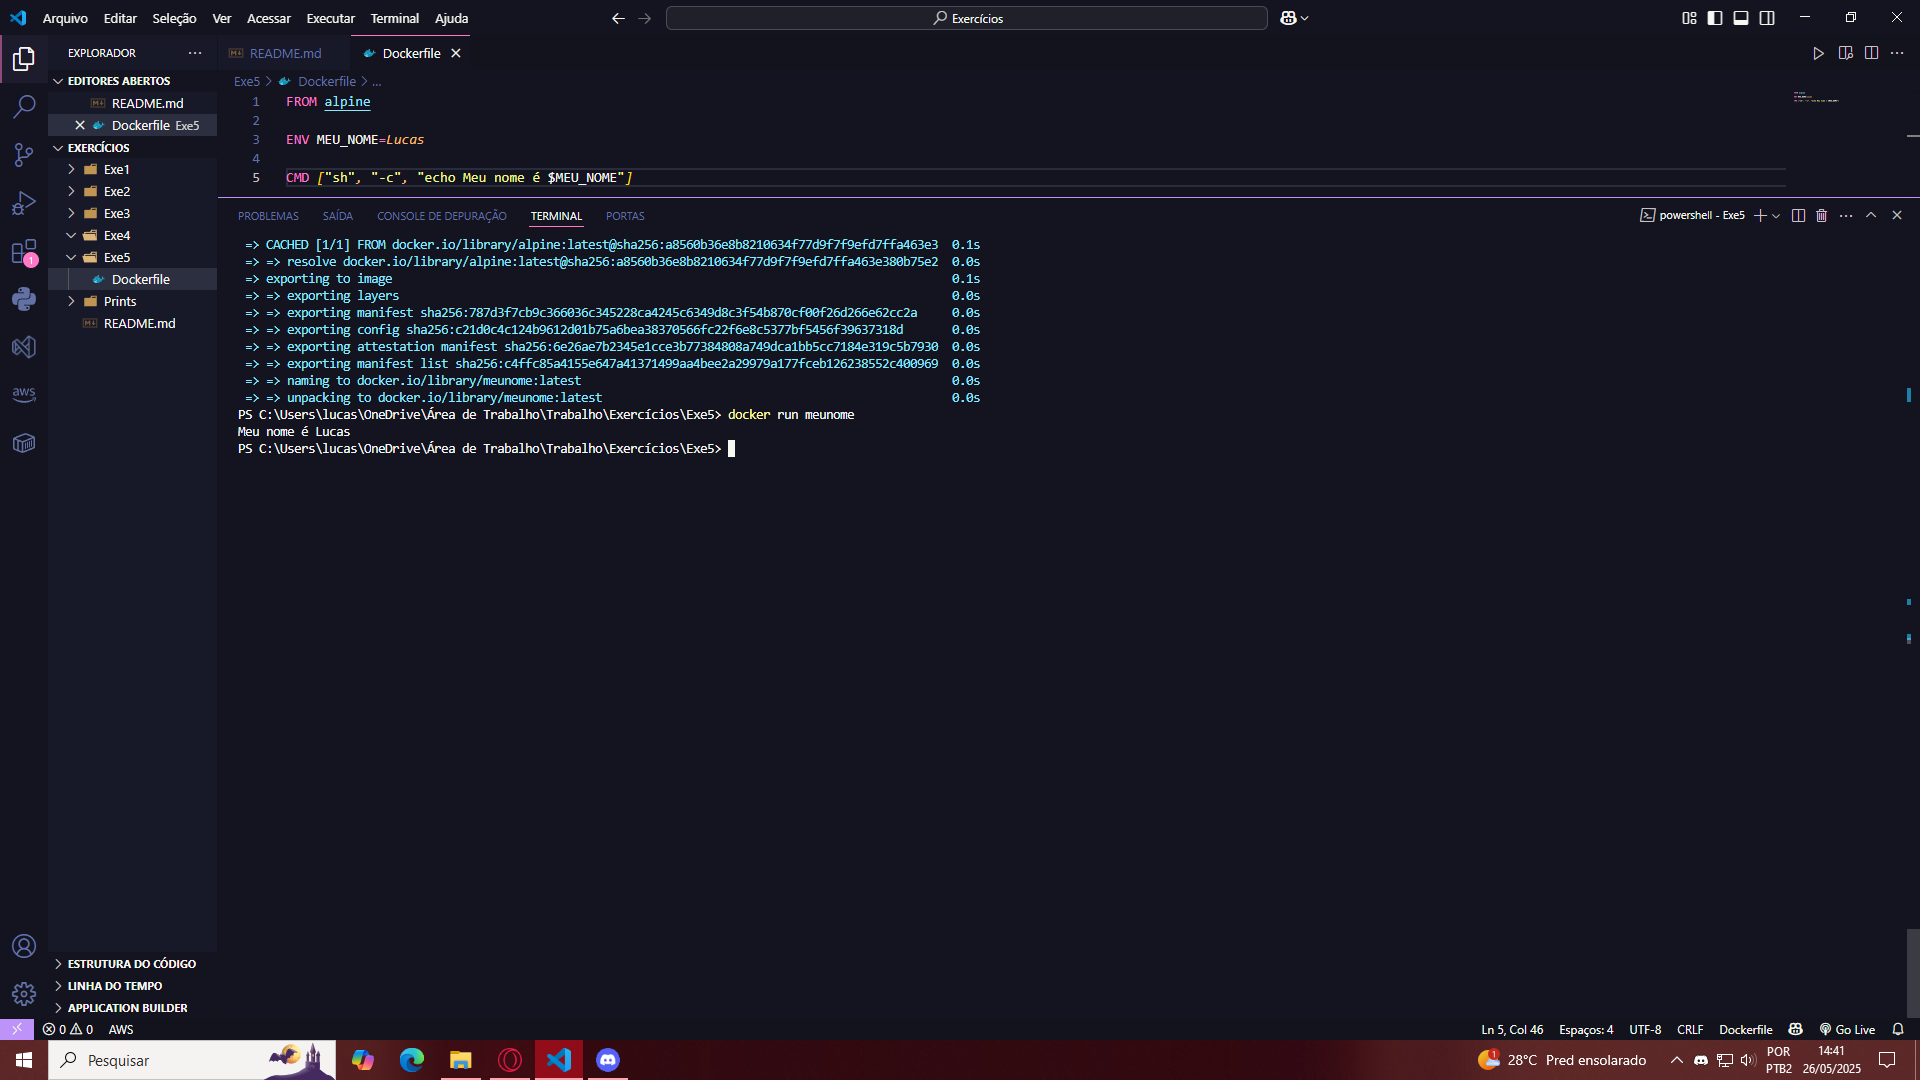 Arquivo Editar Seleção Ver Acessar Executar Terminal Ajuda
Exercícios
EXPLORADOR
README.md
Dockerfile
EDITORES ABERTOS
README.md
Dockerfile Exe5
EXERCÍCIOS
Exe1
Exe2
Exe3
Exe4
Exe5
Dockerfile
Prints
README.md
Exe5 > Dockerfile > ...
1 FROM alpine
2
3 ENV MEU_NOME=Lucas
4
5 CMD ["sh", "-c", "echo Meu nome é $MEU_NOME"]
PROBLEMAS SAÍDA CONSOLE DE DEPURAÇÃO TERMINAL PORTAS
powershell - Exe5
=> CACHED [1/1] FROM docker.io/library/alpine:latest@sha256:a8560b36e8b8210634f77d9f7f9efd7ffa463e3 0.1s
=> => resolve docker.io/library/alpine:latest@sha256:a8560b36e8b8210634f77d9f7f9efd7ffa463e380b75e2 0.0s
=> exporting to image 0.1s
=> => exporting layers 0.0s
=> => exporting manifest sha256:787d3f7cb9c366036c345228ca4245c6349d8c3f54b870cf00f26d266e62cc2a 0.0s
=> => exporting config sha256:c21d0c4c124b9612d01b75a6bea38370566fc22f6e8c5377bf5456f39637318d 0.0s
=> => exporting attestation manifest sha256:6e26ae7b2345e1cce3b77384808a749dca1bb5cc7184e319c5b7930 0.0s
=> => exporting manifest list sha256:c4ffc85a4155e647a41371499aa4bee2a29979a177fceb126238552c400969 0.0s
=> => naming to docker.io/library/meunome:latest 0.0s
=> => unpacking to docker.io/library/meunome:latest 0.0s
PS C:\Users\lucas\OneDrive\Área de Trabalho\Trabalho\Exercícios\Exe5> docker run meunome
Meu nome é Lucas
PS C:\Users\lucas\OneDrive\Área de Trabalho\Trabalho\Exercícios\Exe5>
1
aws
ESTRUTURA DO CÓDIGO
LINHA DO TEMPO
APPLICATION BUILDER
0 0 AWS
Ln 5, Col 46 Espaços: 4 UTF-8 CRLF Dockerfile Go Live
Pesquisar
1 28°C Pred ensolarado
POR
PTB2
14:41
26/05/2025